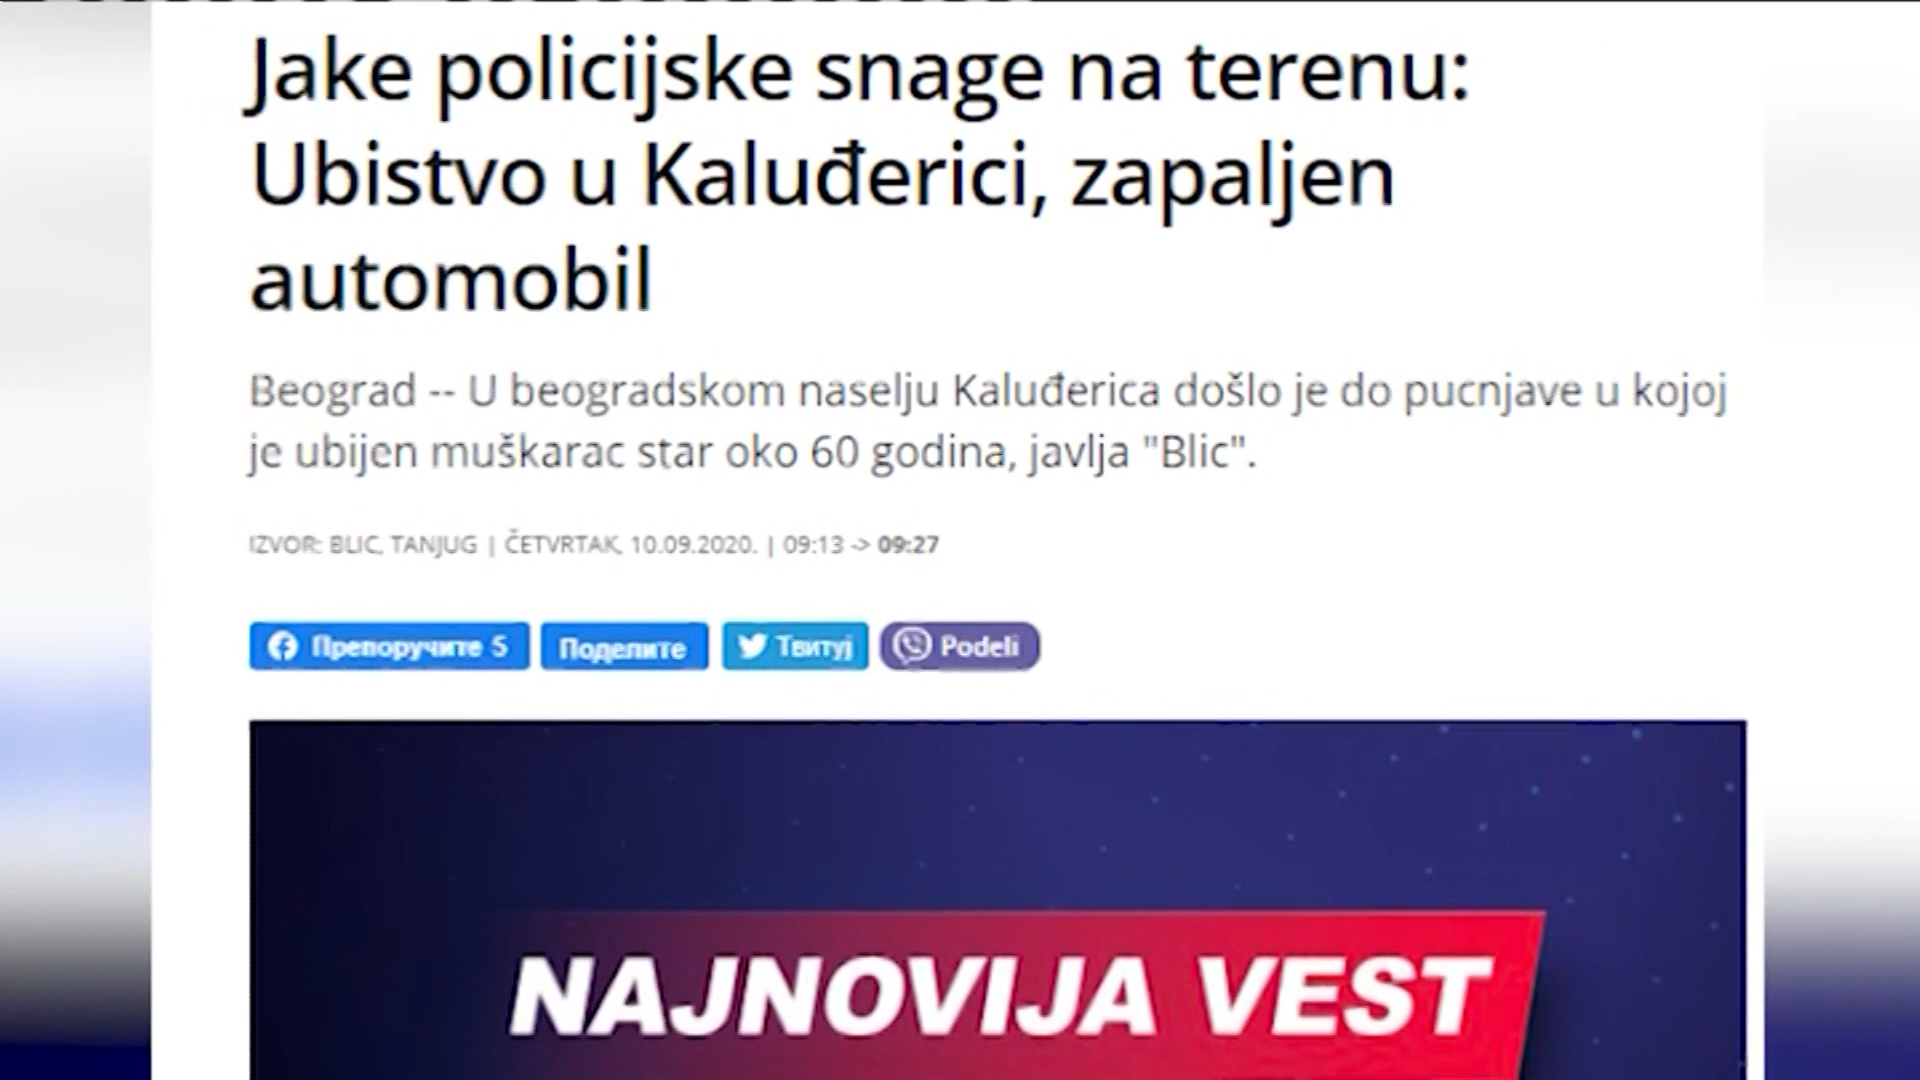 Jake policijske snage na terenu:
Ubistvo u Kaluđerici, zapaljen
automobil
Beograd -- U beogradskom naselju Kaluđerica došlo je do pucnjave u kojoj
je ubijen muškarac star oko 60 godina, javlja "Blic".
IZVOR: BLIC, TANJUG | ČETVRTAK, 10.09.2020. | 09:13 -> 09:27
Препоручите 5 Поделите Твитуј Podeli
NAJNOVIJA VEST